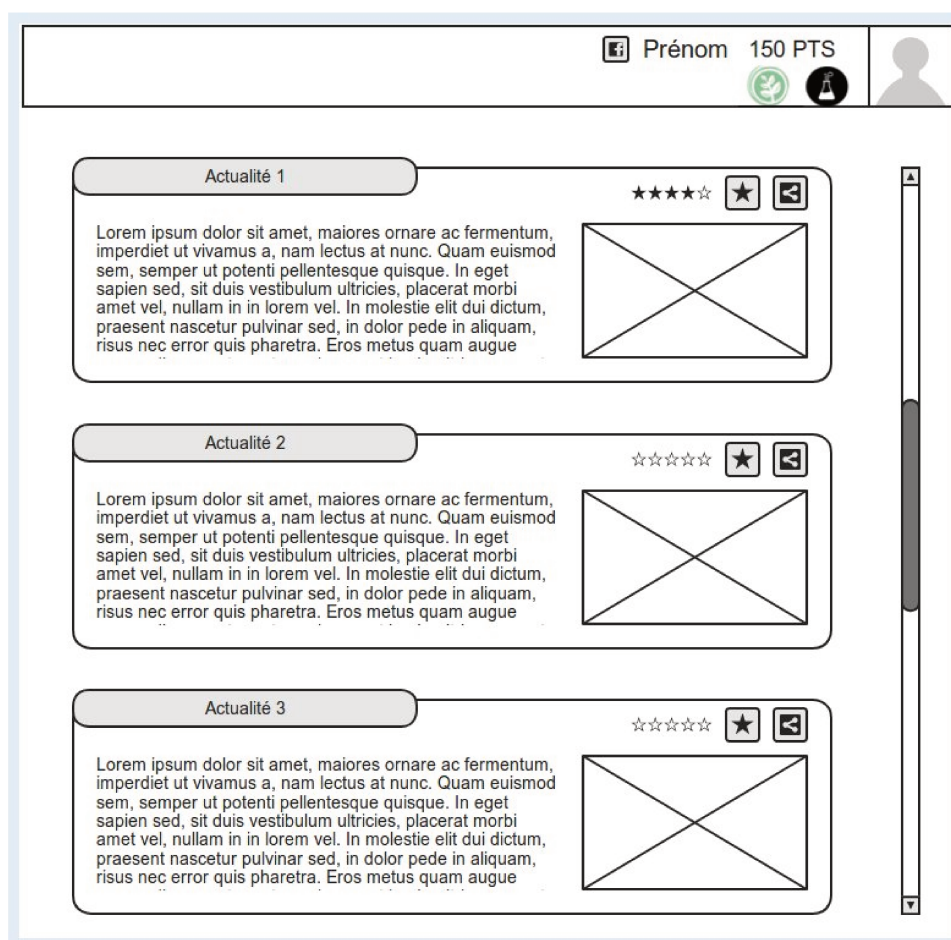 Prénom 150 PTS
Actualité 1
Lorem ipsum dolor sit amet, maiores ornare ac fermentum,
imperdiet ut vivamus a, nam lectus at nunc. Quam euismod
sem, semper ut potenti pellentesque quisque. In eget
sapien sed, sit duis vestibulum ultricies, placerat morbi
amet vel, nullam in in lorem vel. In molestie elit dui dictum,
praesent nascetur pulvinar sed, in dolor pede in aliquam,
risus nec error quis pharetra. Eros metus quam augue
Actualité 2
Lorem ipsum dolor sit amet, maiores ornare ac fermentum,
imperdiet ut vivamus a, nam lectus at nunc. Quam euismod
sem, semper ut potenti pellentesque quisque. In eget
sapien sed, sit duis vestibulum ultricies, placerat morbi
amet vel, nullam in in lorem vel. In molestie elit dui dictum,
praesent nascetur pulvinar sed, in dolor pede in aliquam,
risus nec error quis pharetra. Eros metus quam augue
Actualité 3
Lorem ipsum dolor sit amet, maiores ornare ac fermentum,
imperdiet ut vivamus a, nam lectus at nunc. Quam euismod
sem, semper ut potenti pellentesque quisque. In eget
sapien sed, sit duis vestibulum ultricies, placerat morbi
amet vel, nullam in in lorem vel. In molestie elit dui dictum,
praesent nascetur pulvinar sed, in dolor pede in aliquam,
risus nec error quis pharetra. Eros metus quam augue